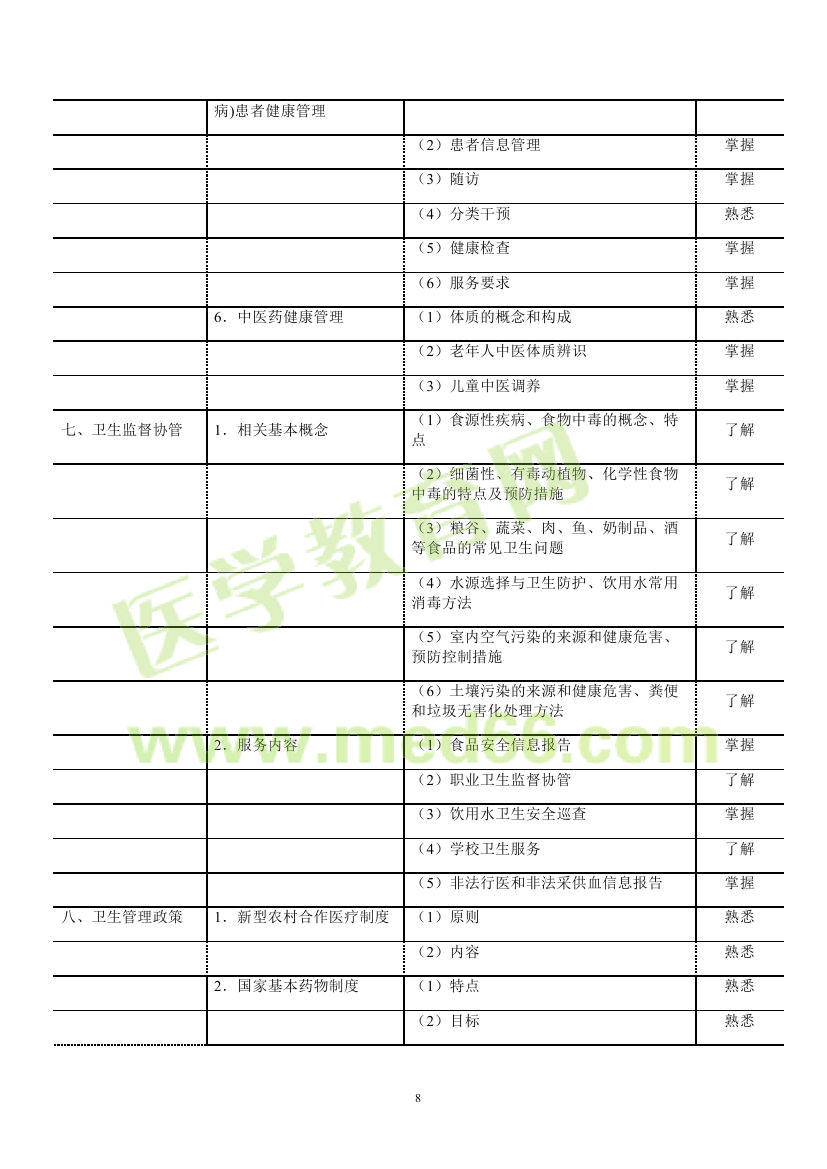 病)患者健康管理
（2）患者信息管理 掌握
（3）随访 掌握
（4）分类干预 熟悉
（5）健康检查 掌握
（6）服务要求 掌握
6．中医药健康管理 （1）体质的概念和构成 熟悉
（2）老年人中医体质辨识 掌握
（3）儿童中医调养 掌握
七、卫生监督协管 1．相关基本概念 （1）食源性疾病、食物中毒的概念、特
点 了解
（2）细菌性、有毒动植物、化学性食物
中毒的特点及预防措施 了解
（3）粮谷、蔬菜、肉、鱼、奶制品、酒
等食品的常见卫生问题 了解
（4）水源选择与卫生防护、饮用水常用
消毒方法 了解
（5）室内空气污染的来源和健康危害、
预防控制措施 了解
（6）土壤污染的来源和健康危害、粪便
和垃圾无害化处理方法 了解
2．服务内容 （1）食品安全信息报告 掌握
（2）职业卫生监督协管 了解
（3）饮用水卫生安全巡查 掌握
（4）学校卫生服务 了解
（5）非法行医和非法采供血信息报告 掌握
八、卫生管理政策 1．新型农村合作医疗制度 （1）原则 熟悉
（2）内容 熟悉
2．国家基本药物制度 （1）特点 熟悉
（2）目标 熟悉
医学教育网
www.med66.com
8